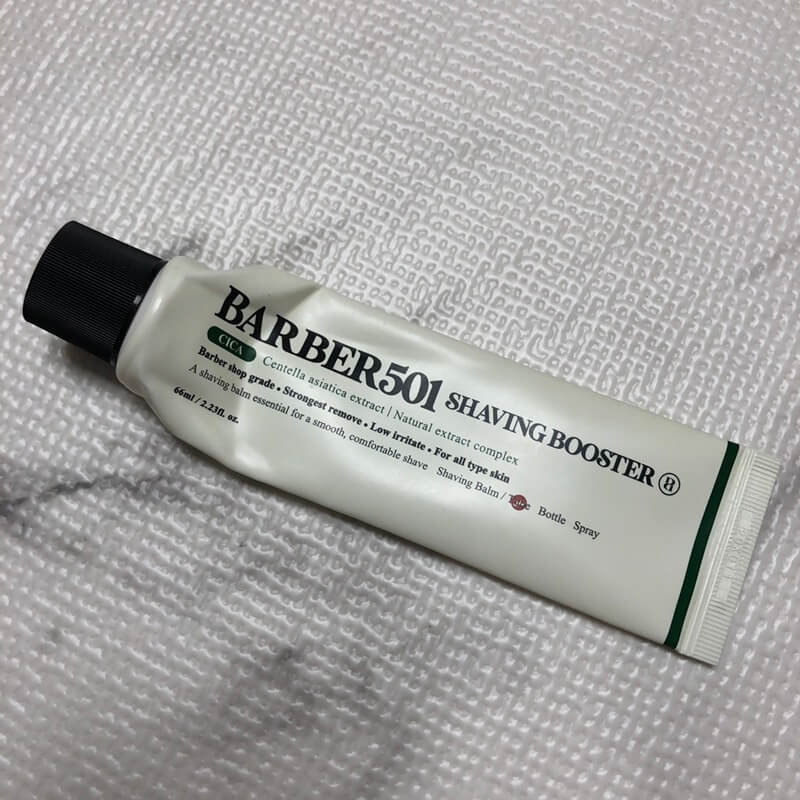 BARBER501 SHAVING BOOSTER
CICA Centella asiatica extract | Natural extract complex
Barber shop grade • Strongest remove • Low irritate • For all type skin
A shaving balm essential for a smooth, comfortable shave Shaving Balm / Bottle Spray
66ml / 2.23fl. oz.